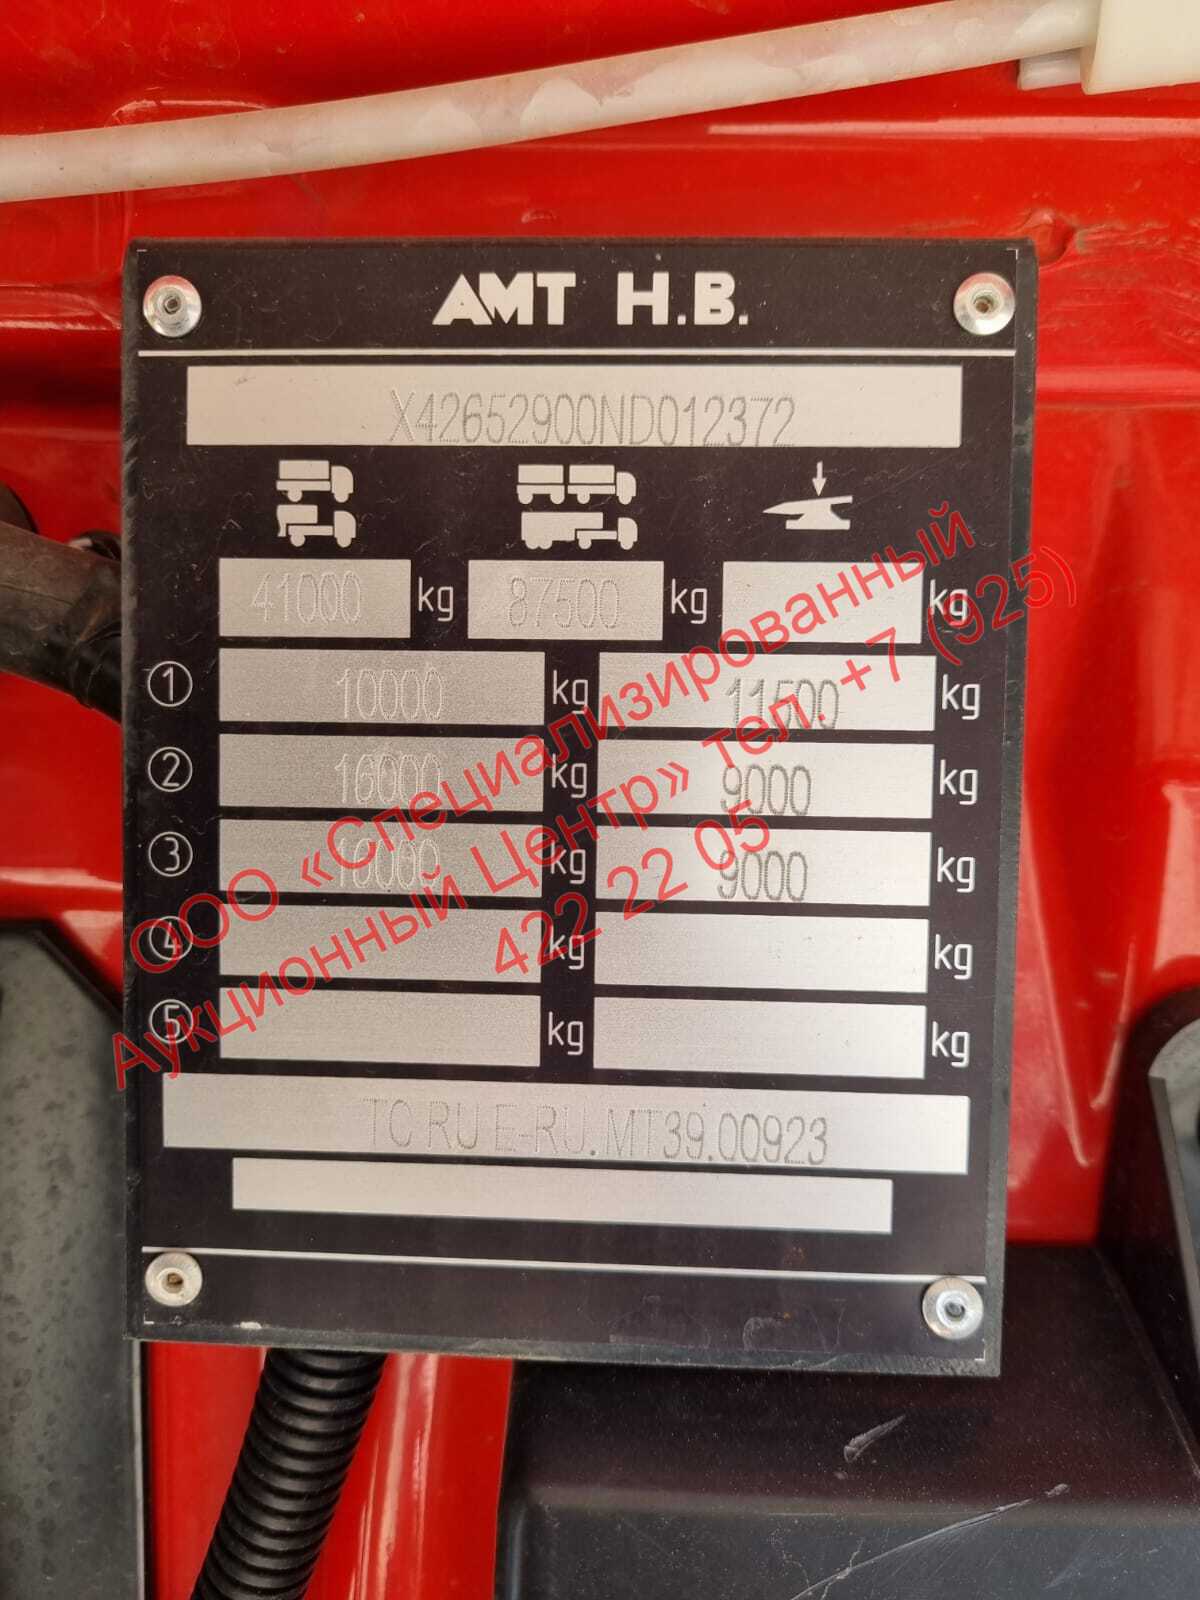 AMT H.B.
X42652900ND012372
41000 kg 87500 kg kg
① 10000 kg 11500 kg
② 16000 kg 9000 kg
③ 16000 kg 9000 kg
④ kg kg
⑤ kg kg
TC RU E-RU.MT39.00923
ООО «Специализированный
Аукционный Центр» тел. +7 (925)
422 22 05